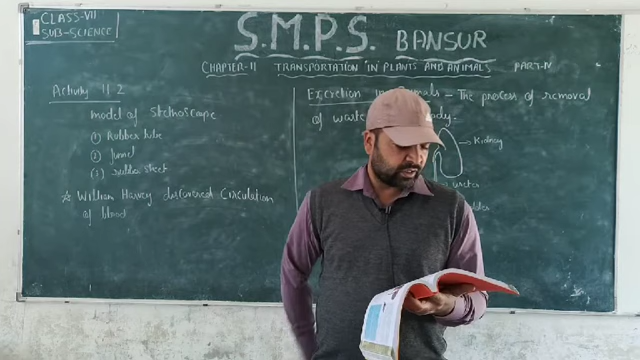 CLASS-VII
SUB-SCIENCE
S.M.P.S. BANSUR
CHAPTER-11 TRANSPORTATION IN PLANTS AND ANIMALS PART-IV
Activity 11.2
model of Stethoscope
(1) Rubber tube
(2) funnel
(3) rubber sheet
☆ William Harvey discovered Circulation
of blood
Excretion in animals - The process of removal
of waste body.
Kidney
ureter